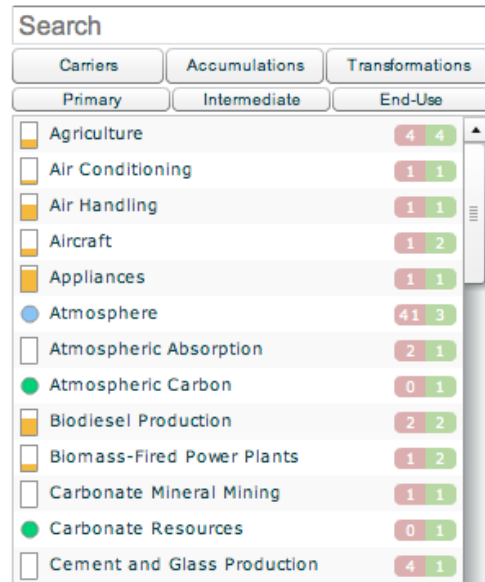 Search
Carriers Accumulations Transformations
Primary Intermediate End-Use
Agriculture 4 4
Air Conditioning 1 1
Air Handling 1 1
Aircraft 1 2
Appliances 1 1
Atmosphere 41 3
Atmospheric Absorption 2 1
Atmospheric Carbon 0 1
Biodiesel Production 2 2
Biomass-Fired Power Plants 1 2
Carbonate Mineral Mining 1 1
Carbonate Resources 0 1
Cement and Glass Production 4 1